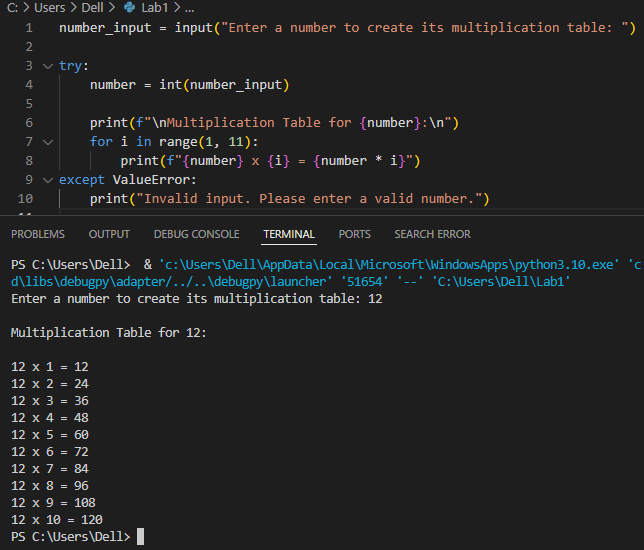 C: > Users > Dell > Lab1 > ...
1 number_input = input("Enter a number to create its multiplication table: ")
2
3 try:
4     number = int(number_input)
5
6     print(f"\nMultiplication Table for {number}:\n")
7     for i in range(1, 11):
8         print(f"{number} x {i} = {number * i}")
9 except ValueError:
10     print("Invalid input. Please enter a valid number.")
11
PROBLEMS OUTPUT DEBUG CONSOLE TERMINAL PORTS SEARCH ERROR
PS C:\Users\Dell>  & 'c:\Users\Dell\AppData\Local\Microsoft\WindowsApps\python3.10.exe' 'c
d\libs\debugpy\adapter/../..\debugpy\launcher' '51654' '--' 'C:\Users\Dell\Lab1'
Enter a number to create its multiplication table: 12
Multiplication Table for 12:
12 x 1 = 12
12 x 2 = 24
12 x 3 = 36
12 x 4 = 48
12 x 5 = 60
12 x 6 = 72
12 x 7 = 84
12 x 8 = 96
12 x 9 = 108
12 x 10 = 120
PS C:\Users\Dell>